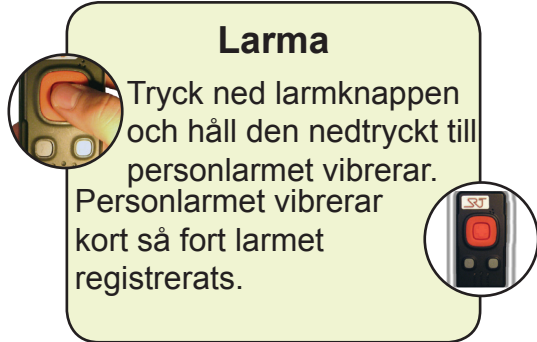 Larma
Tryck ned larmknappen
och håll den nedtryckt till
personlarmet vibrerar.
Personlarmet vibrerar
kort så fort larmet
registrerats.